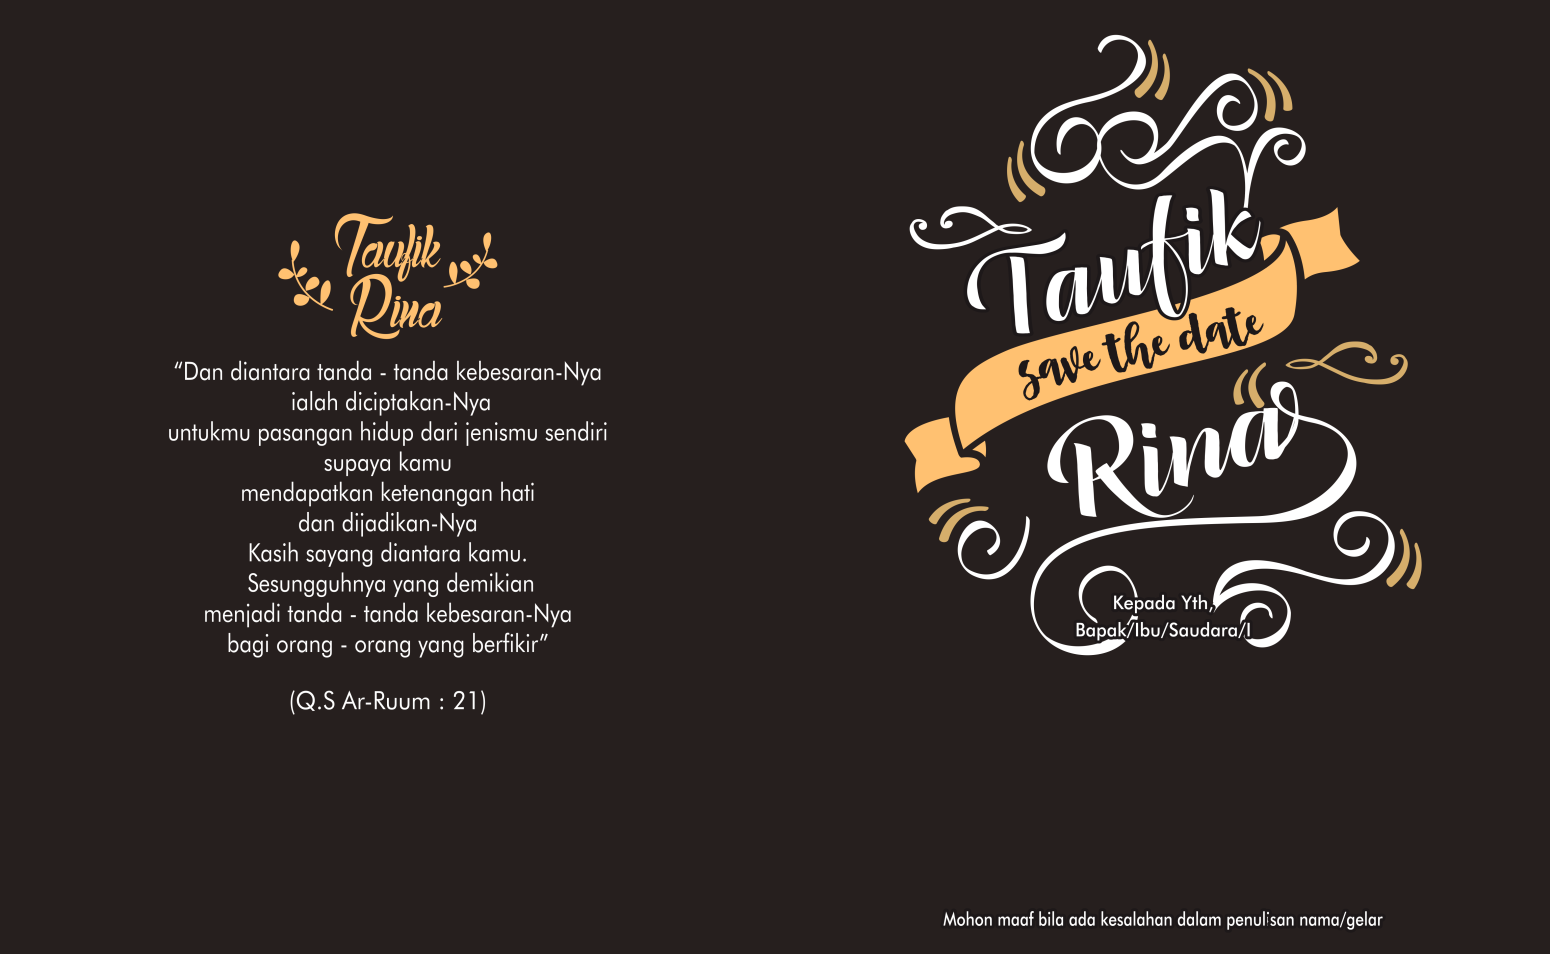 Taufik
Rina
“Dan diantara tanda - tanda kebesaran-Nya
ialah diciptakan-Nya
untukmu pasangan hidup dari jenismu sendiri
supaya kamu
mendapatkan ketenangan hati
dan dijadikan-Nya
Kasih sayang diantara kamu.
Sesungguhnya yang demikian
menjadi tanda - tanda kebesaran-Nya
bagi orang - orang yang berfikir”
(Q.S Ar-Ruum : 21)
Taufik
save the date
Rina
Kepada Yth,
Bapak/Ibu/Saudara/I
Mohon maaf bila ada kesalahan dalam penulisan nama/gelar